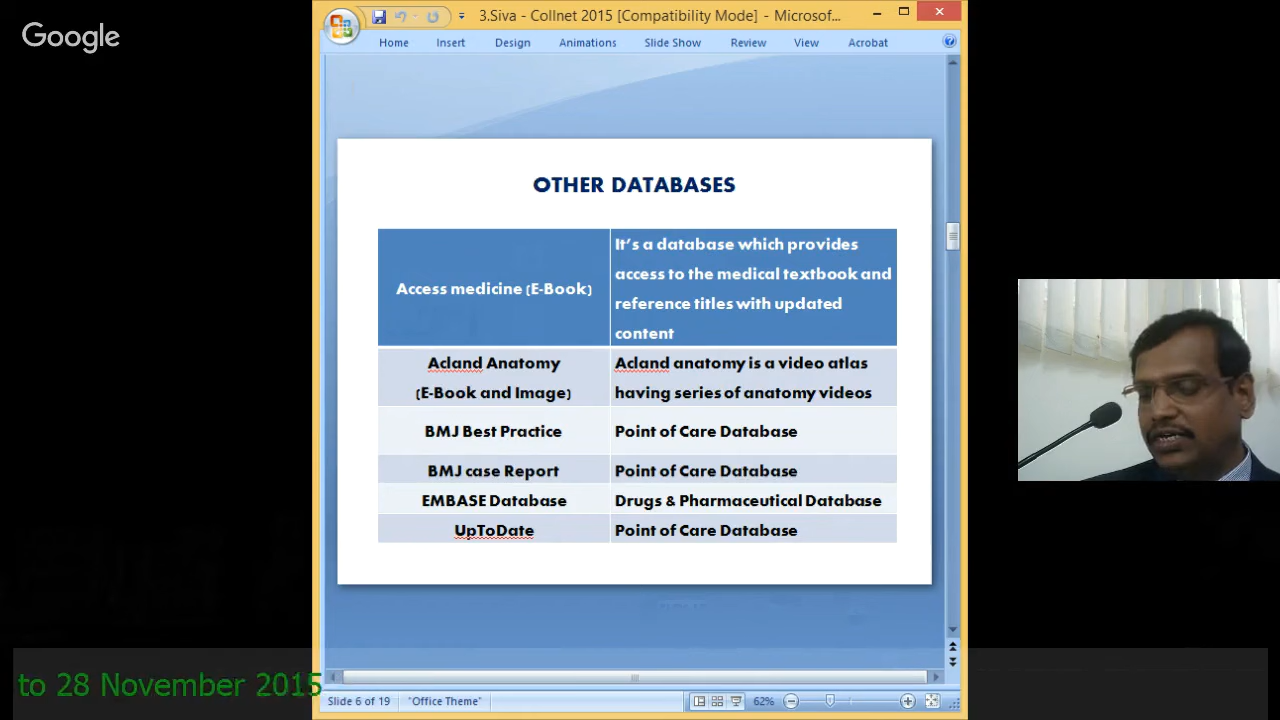 Google
3.Siva - Collnet 2015 [Compatibility Mode] - Microsof...
Home Insert Design Animations Slide Show Review View Acrobat
OTHER DATABASES
Access medicine (E-Book)
It's a database which provides
access to the medical textbook and
reference titles with updated
content
Acland Anatomy
(E-Book and Image)
Acland anatomy is a video atlas
having series of anatomy videos
BMJ Best Practice
Point of Care Database
BMJ case Report
Point of Care Database
EMBASE Database
Drugs & Pharmaceutical Database
UpToDate
Point of Care Database
to 28 November 2015
Slide 6 of 19 "Office Theme" 62%